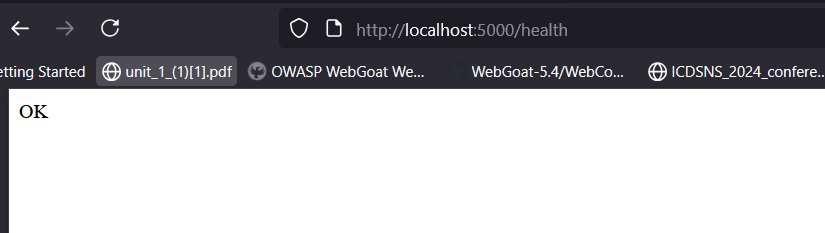 http://localhost:5000/health
etting Started unit_1_(1)[1].pdf OWASP WebGoat We... WebGoat-5.4/WebCo... ICDSNS_2024_confere...
OK